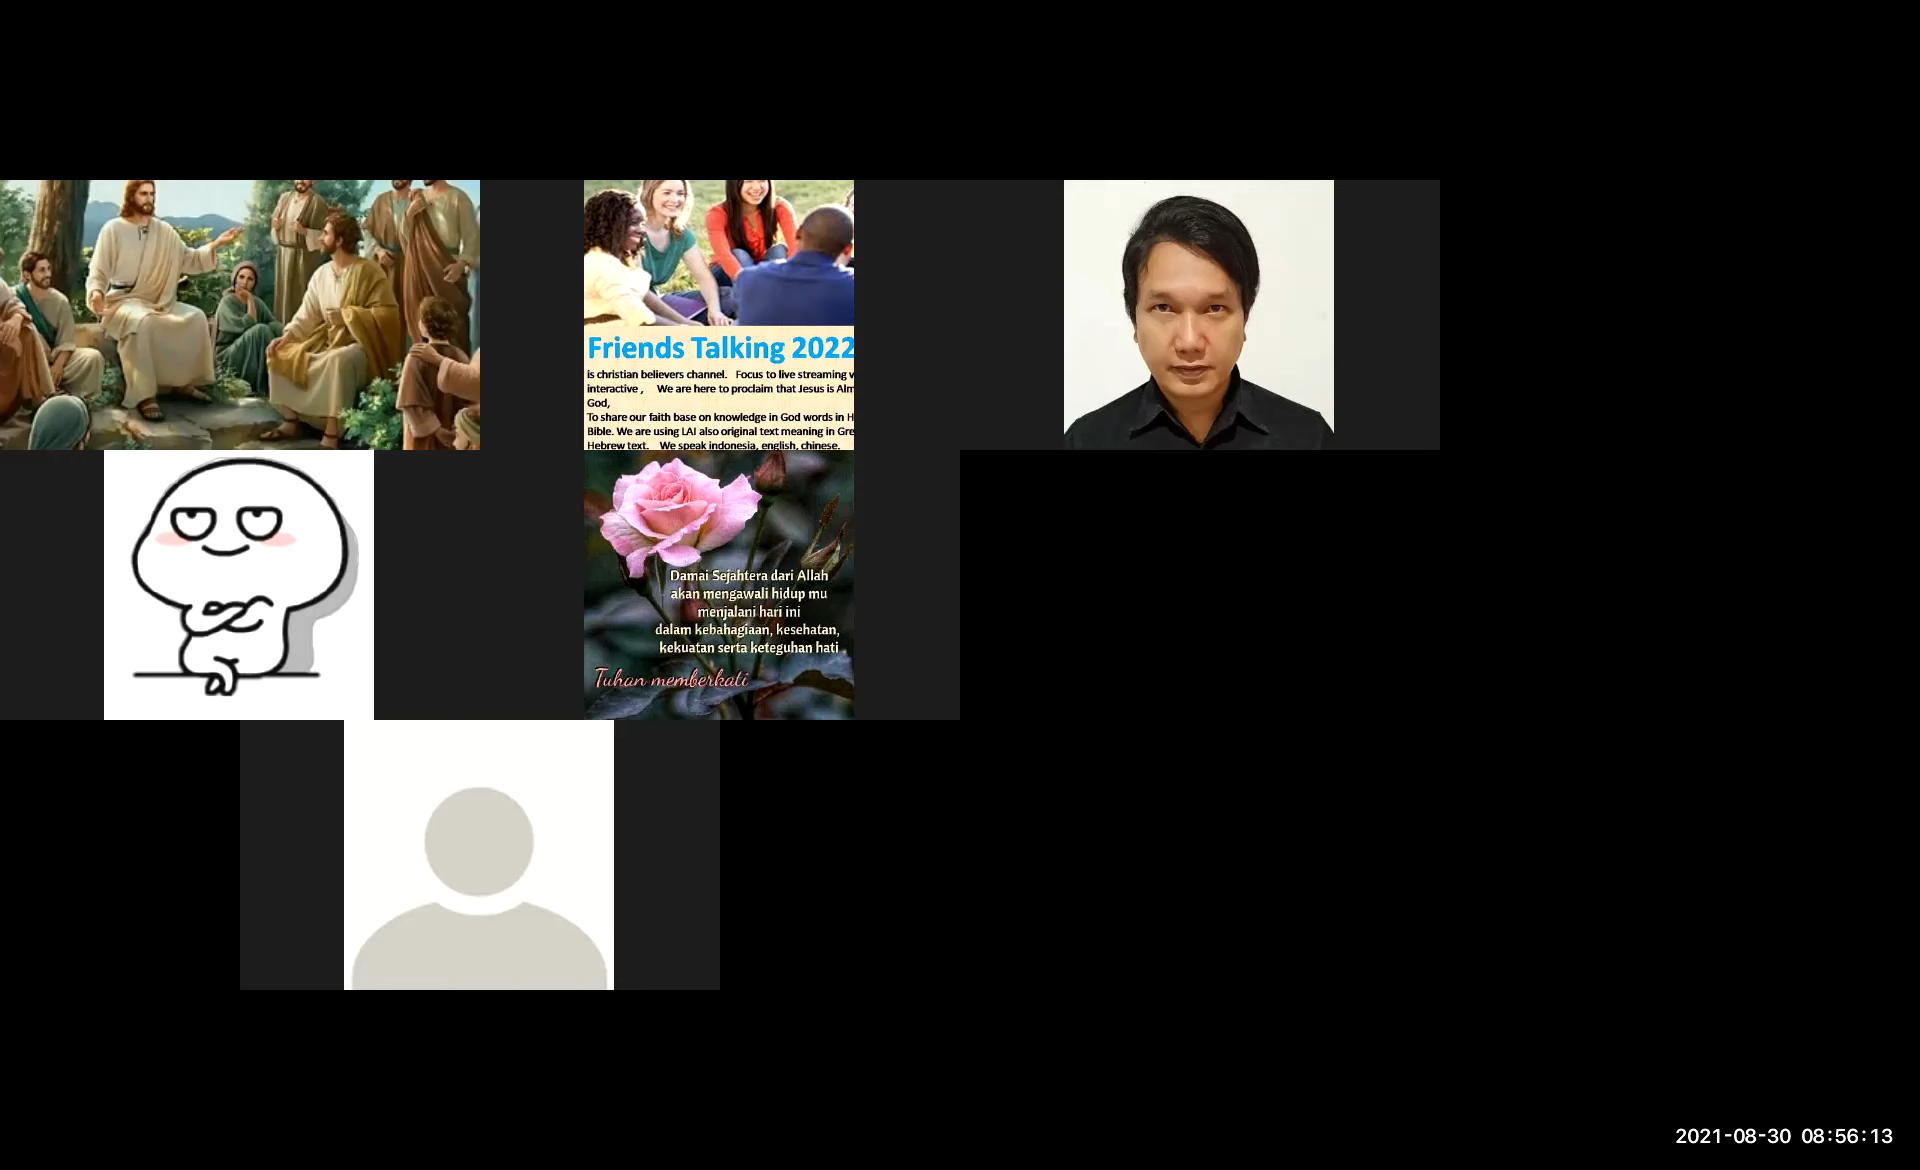 Friends Talking 2022
is christian believers channel. Focus to live streaming
interactive , We are here to proclaim that Jesus is
God,
To share our faith base on knowledge in God words in
Bible. We are using LAI also original text meaning in
Hebrew text. We speak indonesia, english, chinese.
Damai Sejahtera dari Allah
akan mengawali hidup mu
menjalani hari ini
dalam kebahagiaan, kesehatan,
kekuatan serta keteguhan hati
Tuhan memberkati
2021-08-30 08:56:13